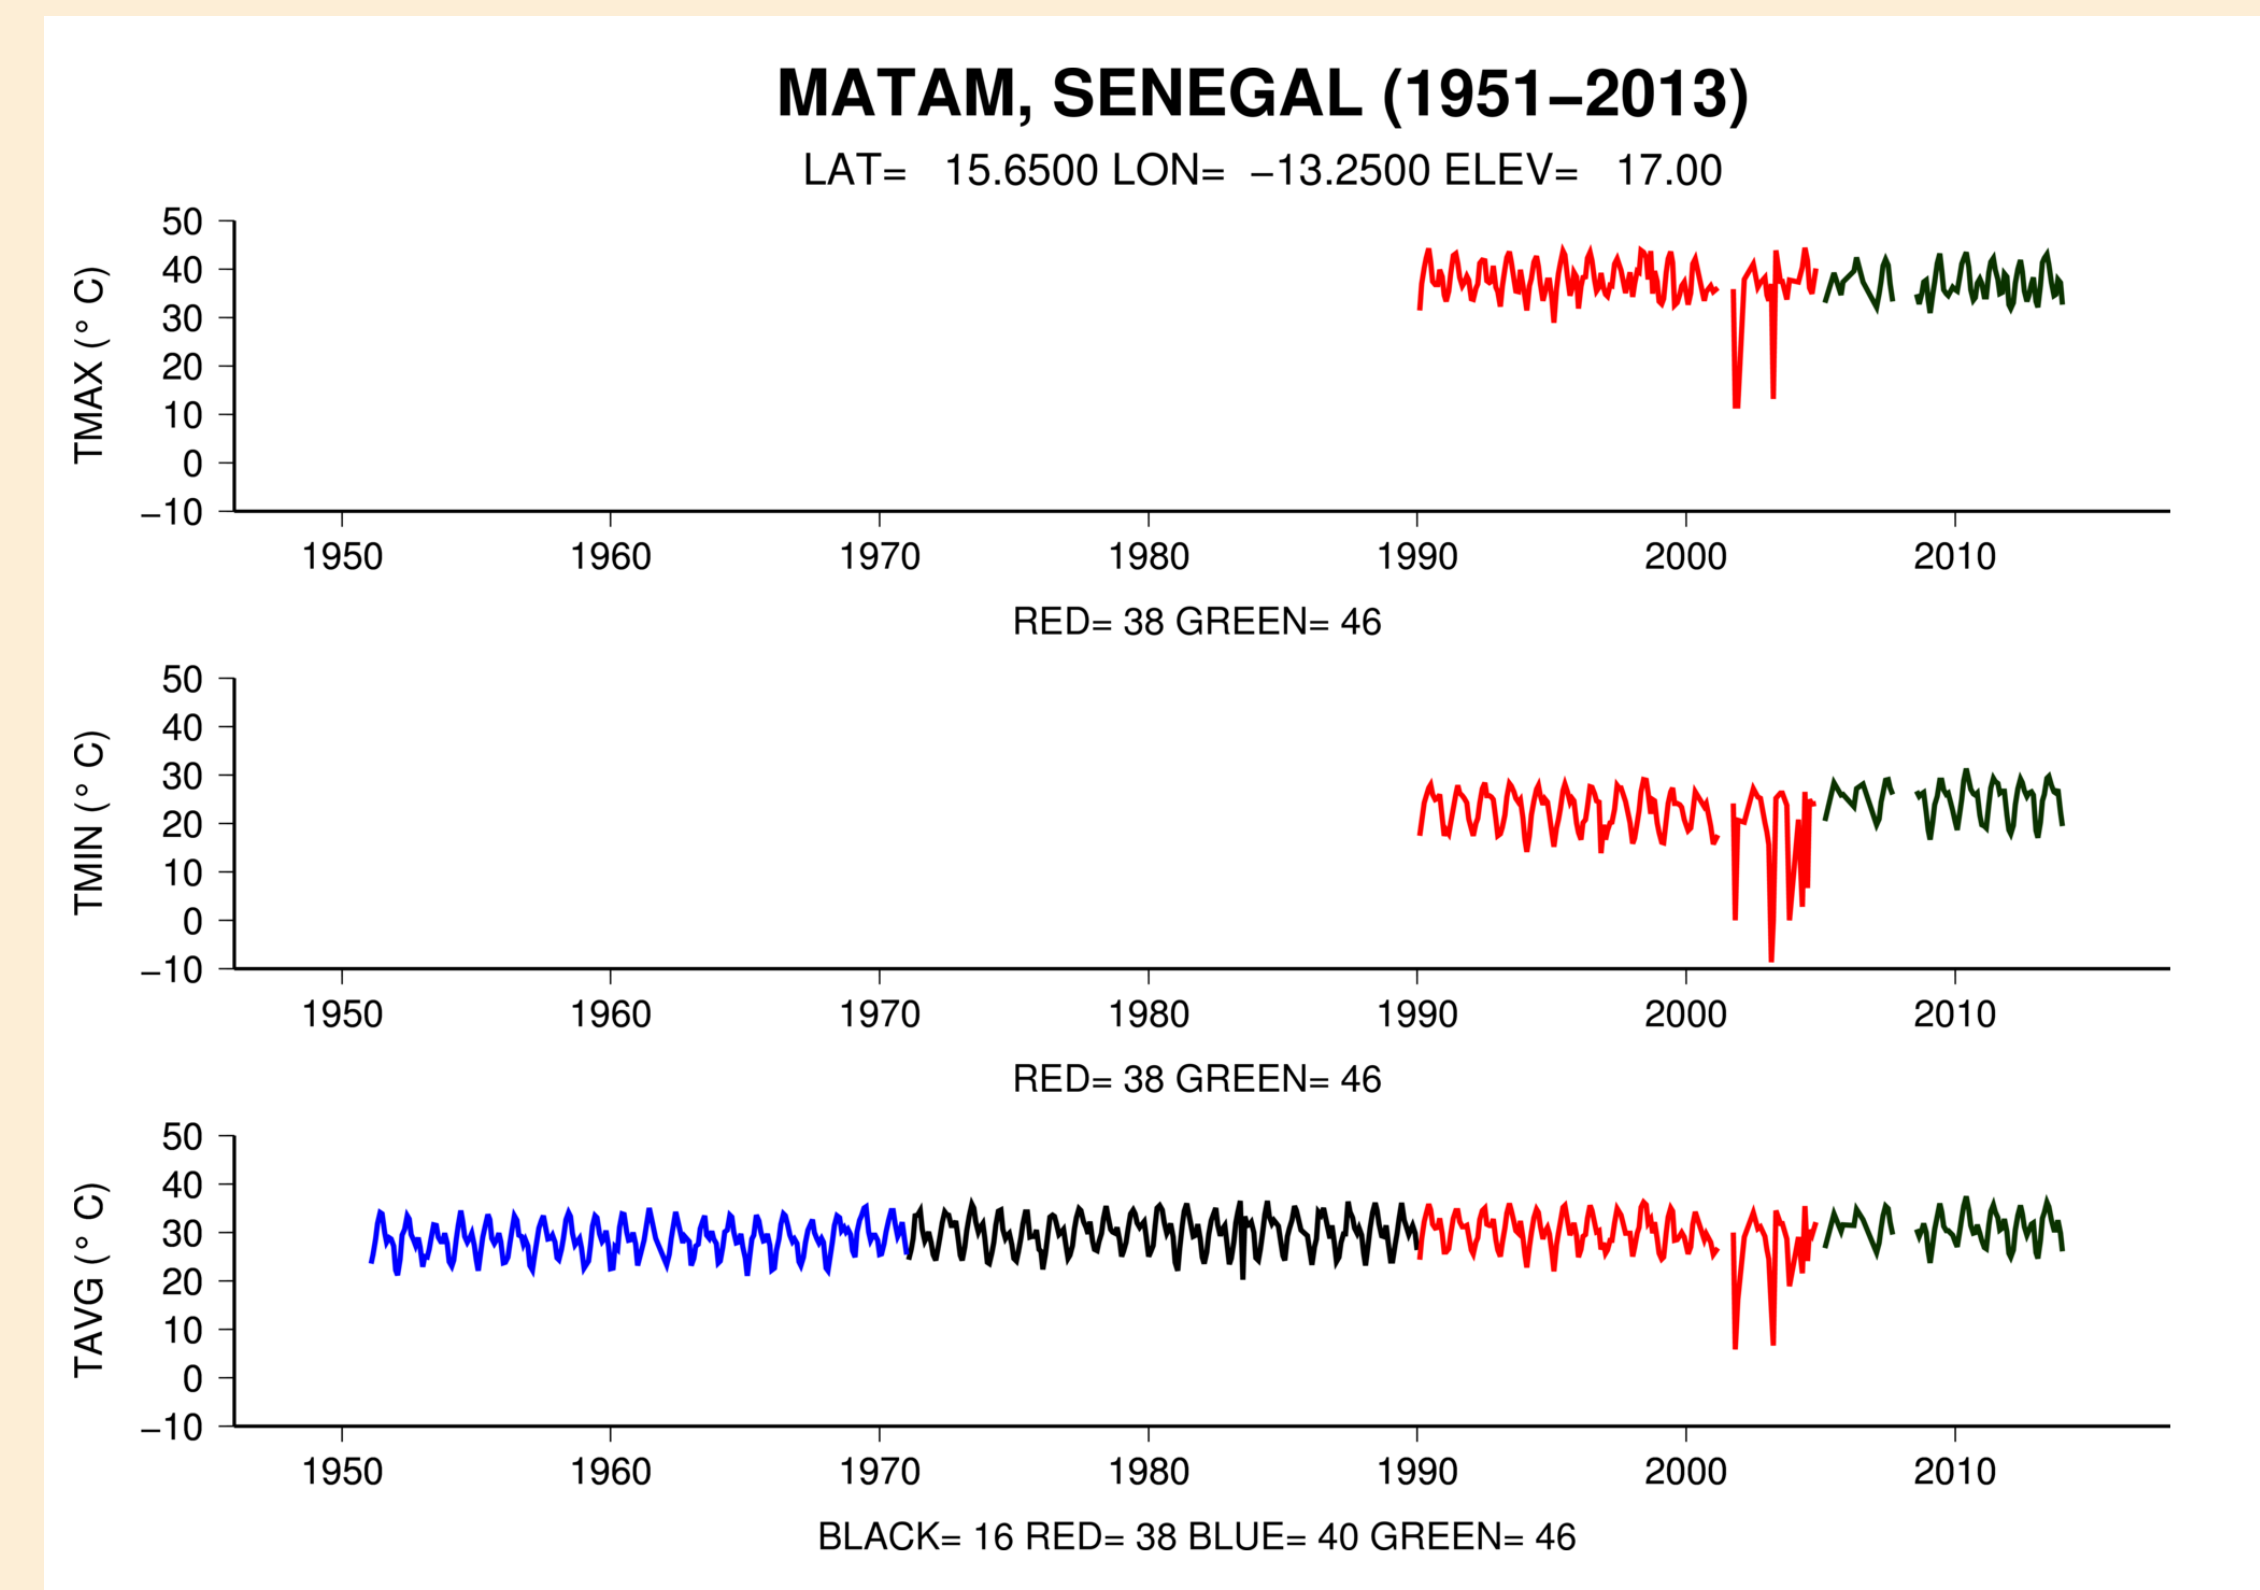 MATAM, SENEGAL (1951−2013)
LAT= 15.6500 LON= −13.2500 ELEV= 17.00
TMAX (° C)
50
40
30
20
10
0
−10
1950 1960 1970 1980 1990 2000 2010
RED= 38 GREEN= 46
TMIN (° C)
50
40
30
20
10
0
−10
1950 1960 1970 1980 1990 2000 2010
RED= 38 GREEN= 46
TAVG (° C)
50
40
30
20
10
0
−10
1950 1960 1970 1980 1990 2000 2010
BLACK= 16 RED= 38 BLUE= 40 GREEN= 46